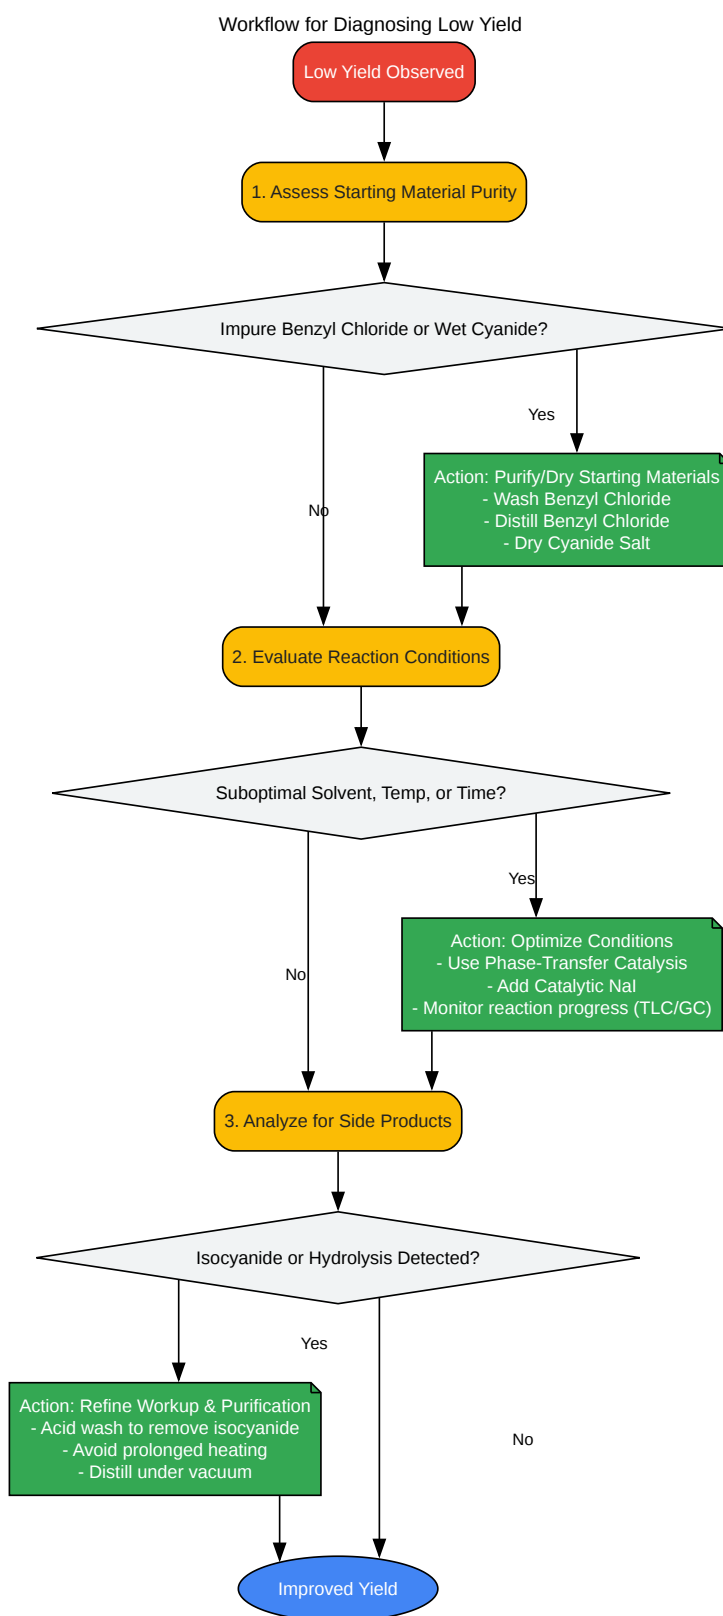 Workflow for Diagnosing Low Yield
Low Yield Observed
1. Assess Starting Material Purity
Impure Benzyl Chloride or Wet Cyanide?
Yes
Action: Purify/Dry Starting Materials
- Wash Benzyl Chloride
- Distill Benzyl Chloride
- Dry Cyanide Salt
No
2. Evaluate Reaction Conditions
Suboptimal Solvent, Temp, or Time?
Yes
Action: Optimize Conditions
- Use Phase-Transfer Catalysis
- Add Catalytic NaI
- Monitor reaction progress (TLC/GC)
No
3. Analyze for Side Products
Isocyanide or Hydrolysis Detected?
Yes
Action: Refine Workup & Purification
- Acid wash to remove isocyanide
- Avoid prolonged heating
- Distill under vacuum
No
Improved Yield